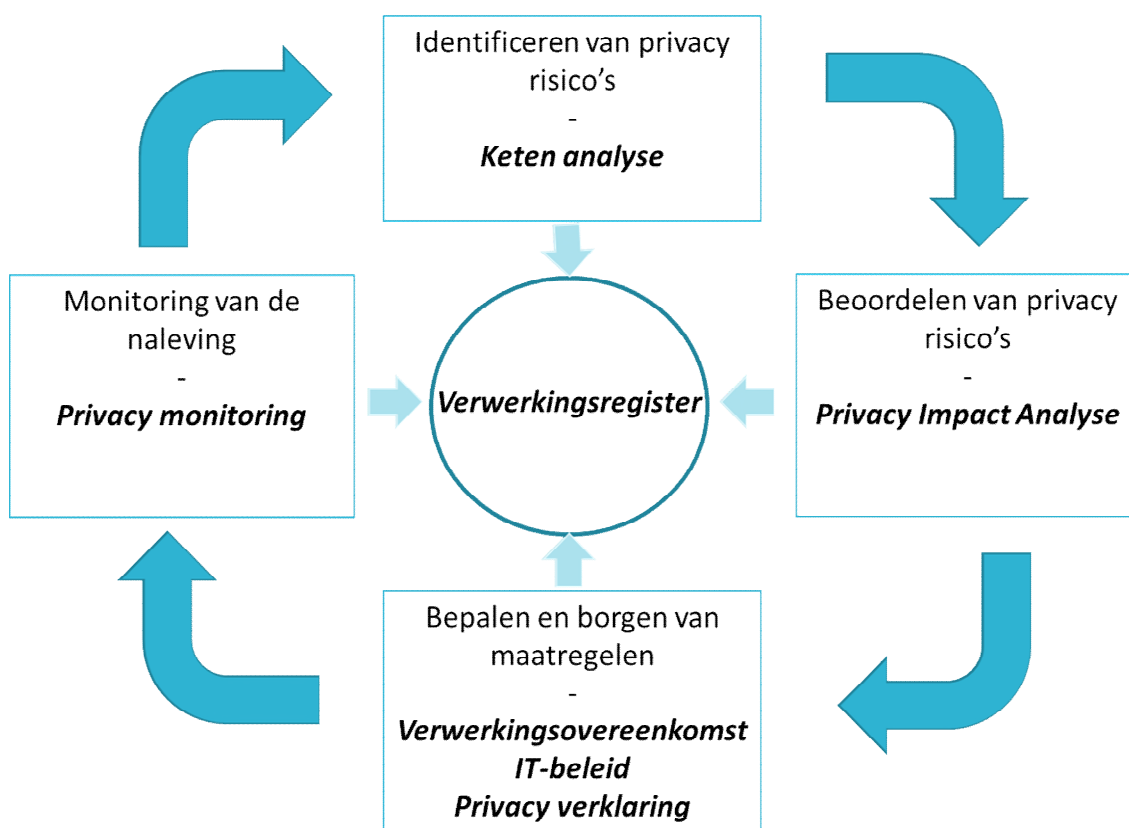 Identificeren van privacy
risico’s
-
Keten analyse
Monitoring van de
naleving
-
Privacy monitoring
Verwerkingsregister
Beoordelen van privacy
risico’s
-
Privacy Impact Analyse
Bepalen en borgen van
maatregelen
-
Verwerkingsovereenkomst
IT-beleid
Privacy verklaring